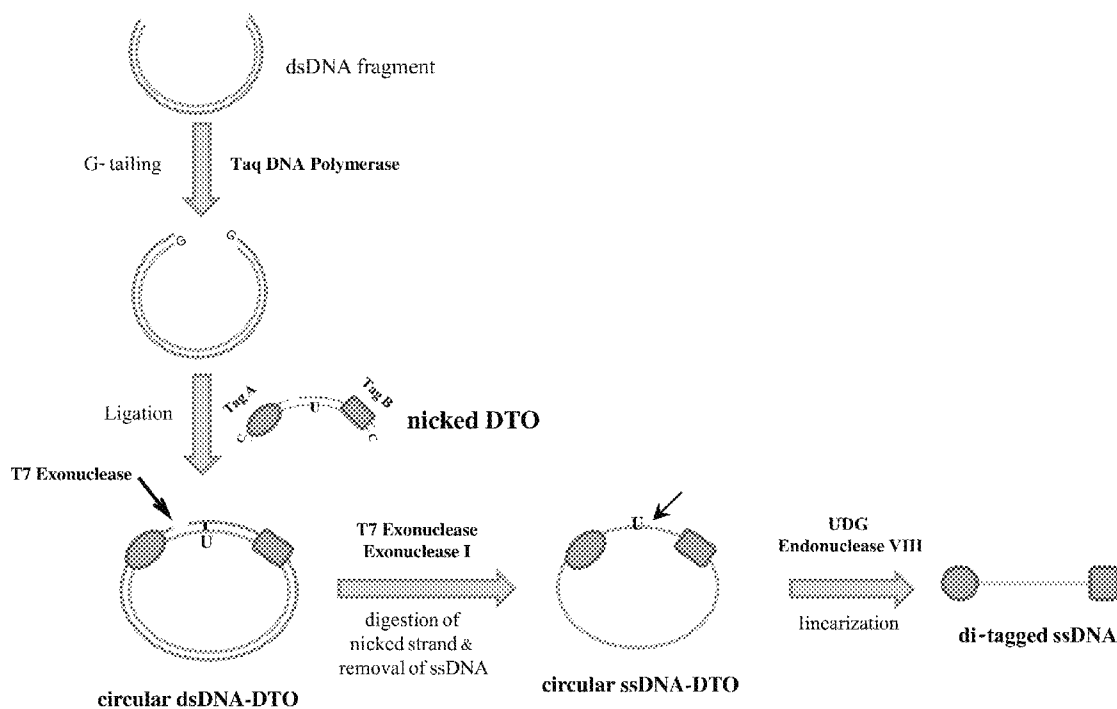 dsDNA fragment
G- tailing
Taq DNA Polymerase
G G
Ligation
Tag A
Tag B
U
C
C
nicked DTO
T7 Exonuclease
T
U
circular dsDNA-DTO
T7 Exonuclease
Exonuclease I
digestion of
nicked strand &
removal of ssDNA
U
circular ssDNA-DTO
UDG
Endonuclease VIII
linearization
di-tagged ssDNA